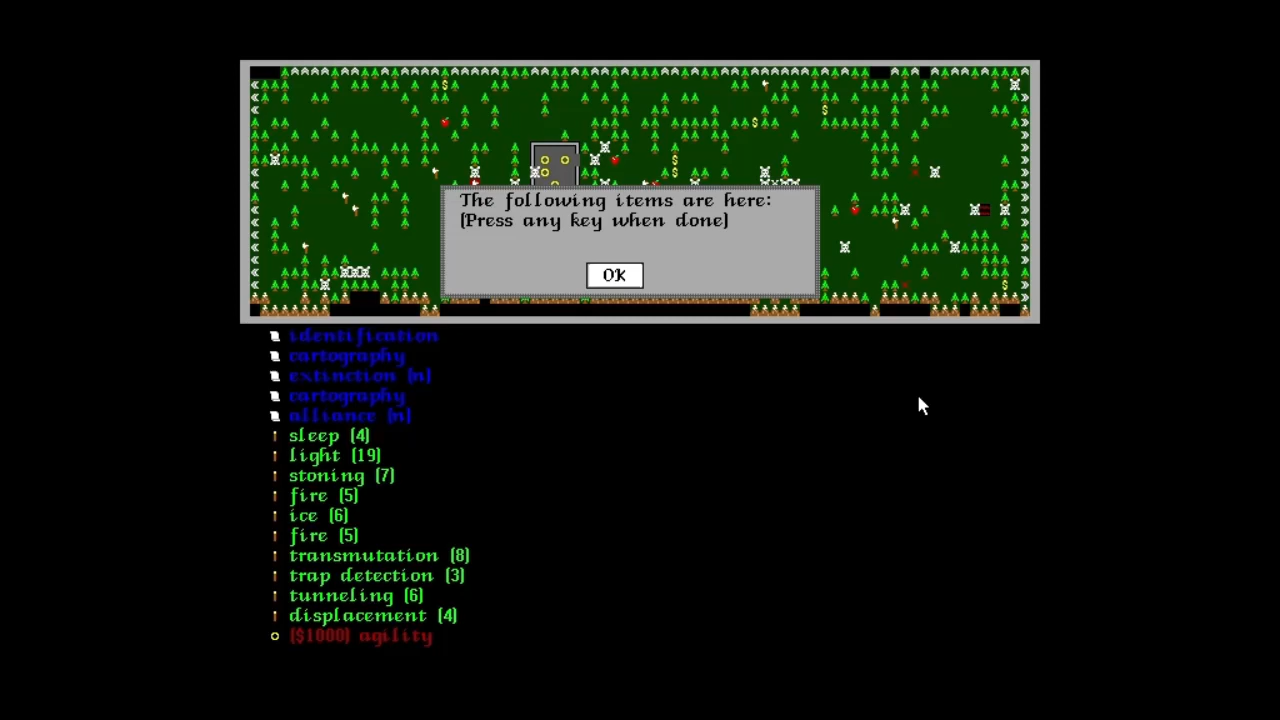 The following items are here:
(Press any key when done)
OK
identification
cartography
extinction (n)
cartography
alliance (n)
sleep (4)
light (19)
stoning (7)
fire (5)
ice (6)
fire (5)
transmutation (8)
trap detection (3)
tunneling (6)
displacement (4)
($1000) agility